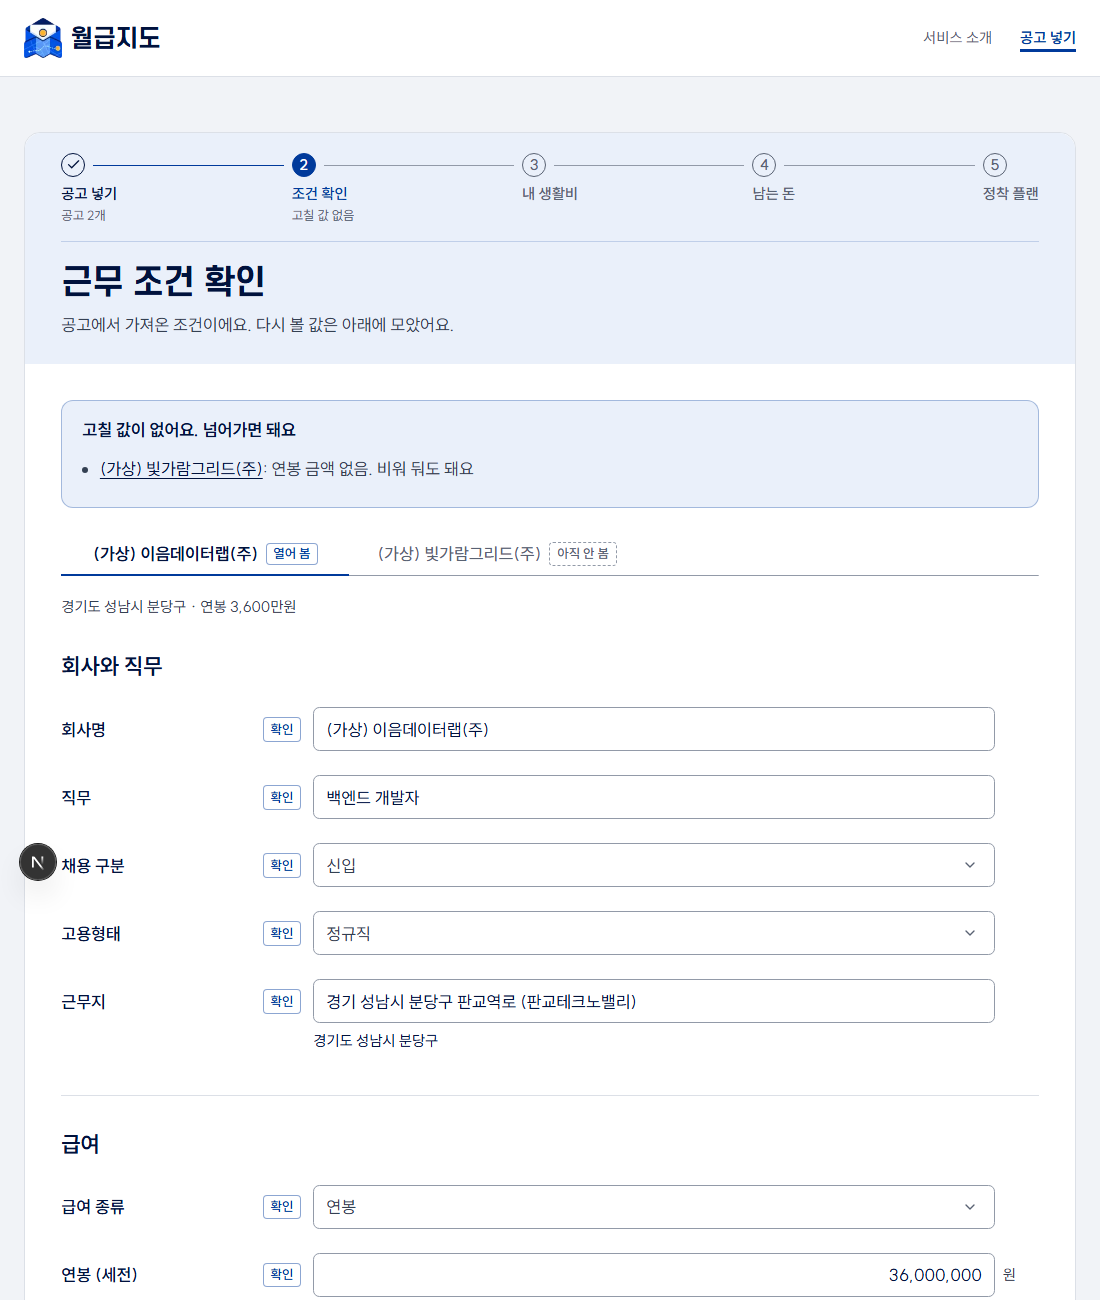 월급지도
서비스 소개
공고 넣기
2
3
4
5
공고 넣기
조건 확인
내 생활비
남는 돈
정착 플랜
공고 2개
고칠 값 없음
근무 조건 확인
공고에서 가져온 조건이에요. 다시 볼 값은 아래에 모았어요.
고칠 값이 없어요. 넘어가면 돼요
(가상) 빛가람그리드(주): 연봉 금액 없음. 비워 둬도 돼요
(가상) 이음데이터랩(주) 열어 봄
(가상) 빛가람그리드(주) 아직 안 봄
경기도 성남시 분당구 · 연봉 3,600만원
회사와 직무
회사명 확인 (가상) 이음데이터랩(주)
직무 확인 백엔드 개발자
N
채용 구분 확인 신입
고용형태 확인 정규직
근무지 확인 경기 성남시 분당구 판교역로 (판교테크노밸리)
경기도 성남시 분당구
급여
급여 종류 확인 연봉
연봉 (세전) 확인 36,000,000 원